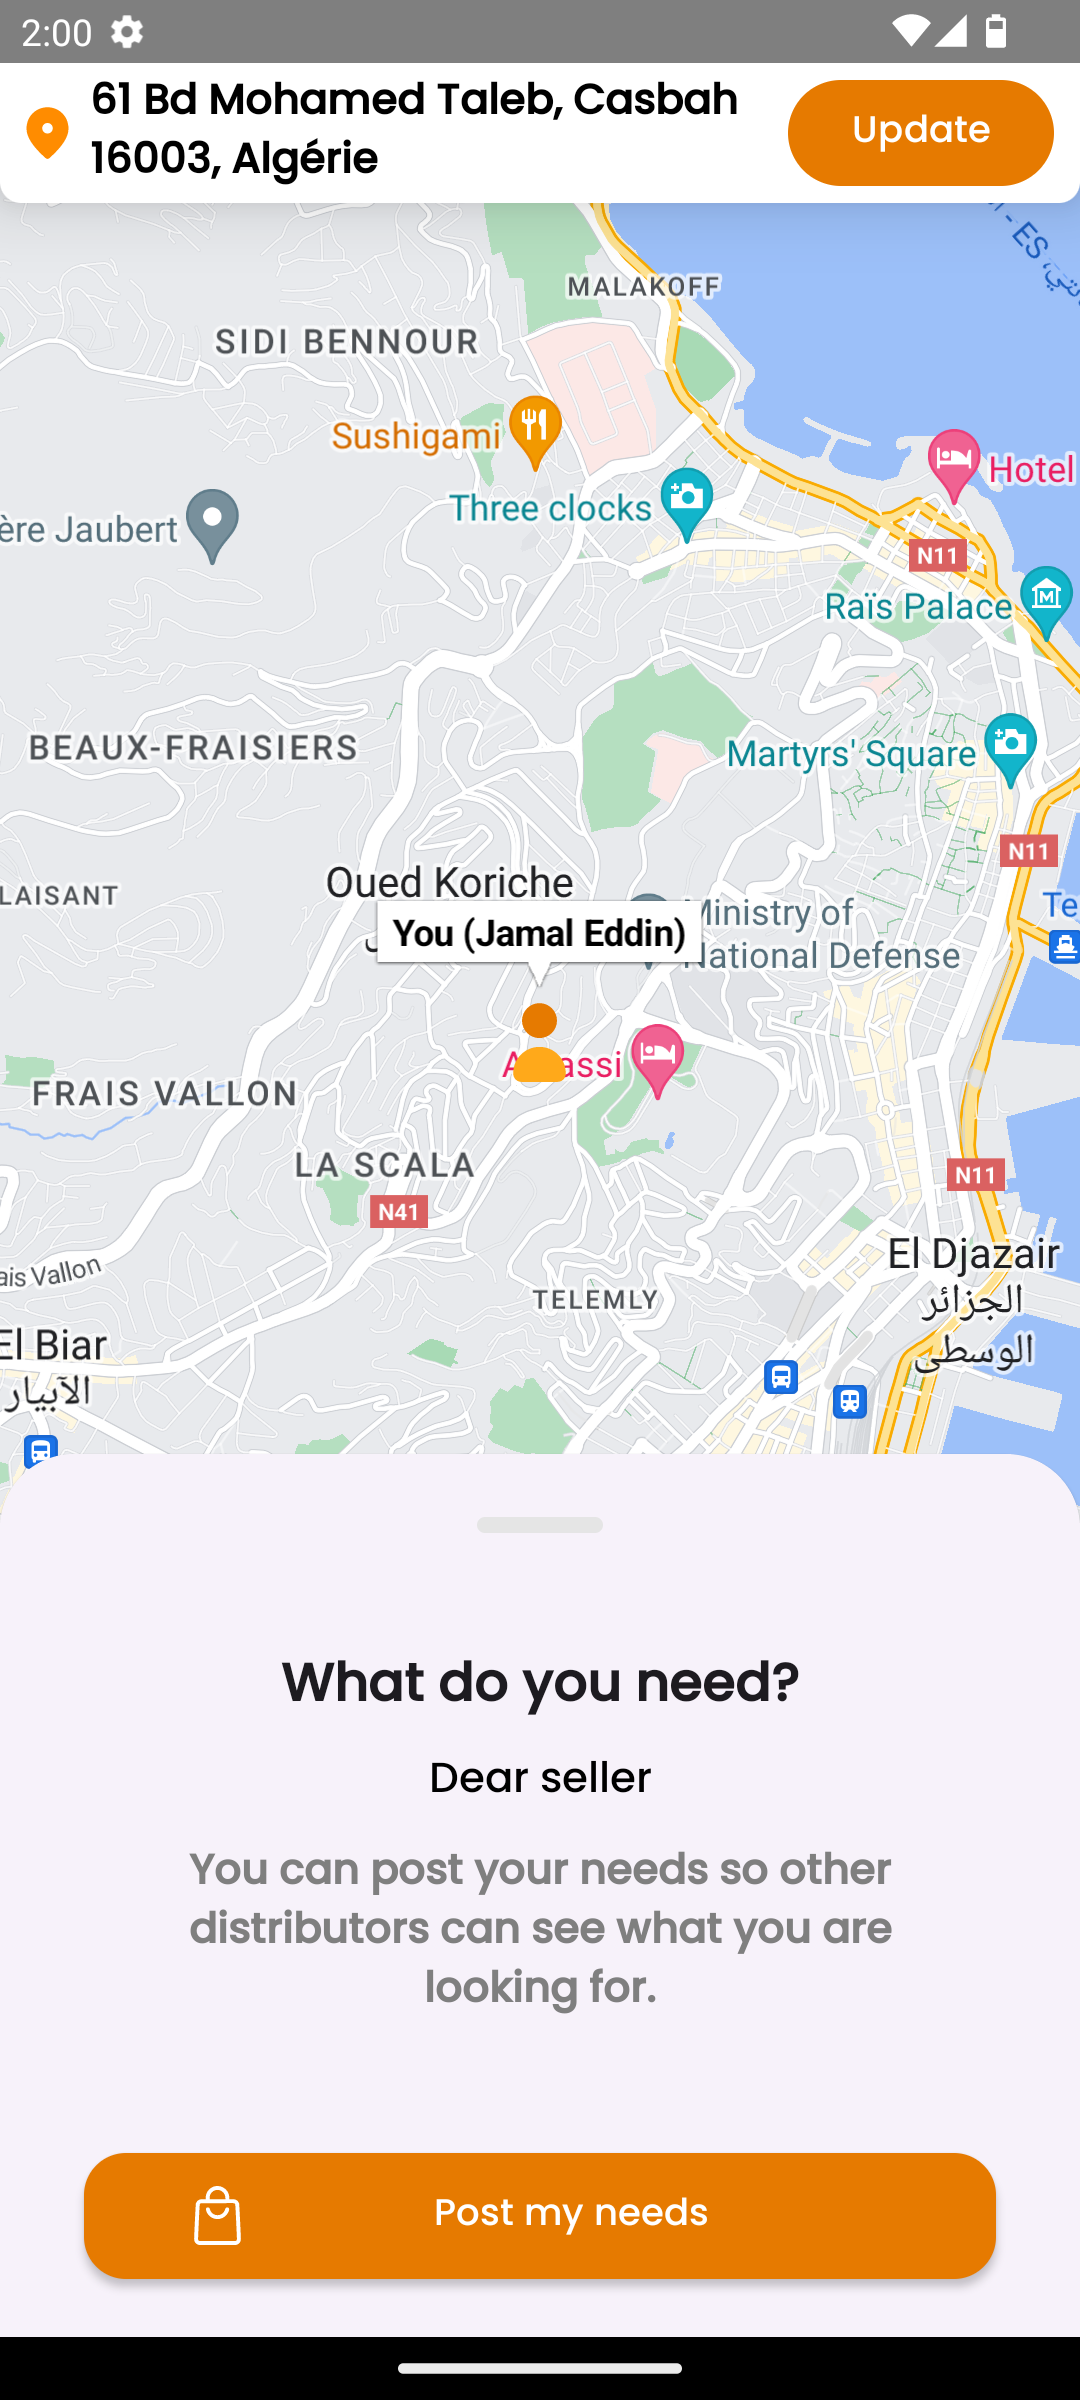 2:00
61 Bd Mohamed Taleb, Casbah
16003, Algérie
Update
MALAKOFF
SIDI BENNOUR
Sushigami
Hotel
Three clocks
ère Jaubert
N11
Raïs Palace
BEAUX-FRAISIERS
Martyrs' Square
N11
Oued Koriche
LAISANT
Te
Ministry of
National Defense
You (Jamal Eddin)
assi
FRAIS VALLON
LA SCALA
N11
N41
El Djazair
الجزائر
الوسطى
ais Vallon
TELEMLY
El Biar
الأبيار
What do you need?
Dear seller
You can post your needs so other
distributors can see what you are
looking for.
Post my needs